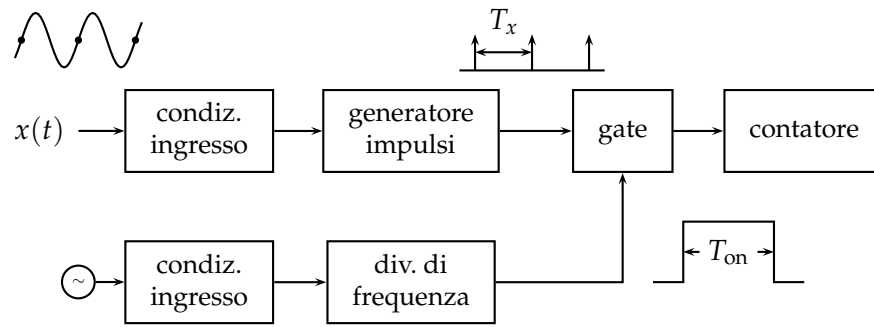 T_x
x(t)
condiz.
ingresso
generatore
impulsi
gate
contatore
T_on
~
condiz.
ingresso
div. di
frequenza